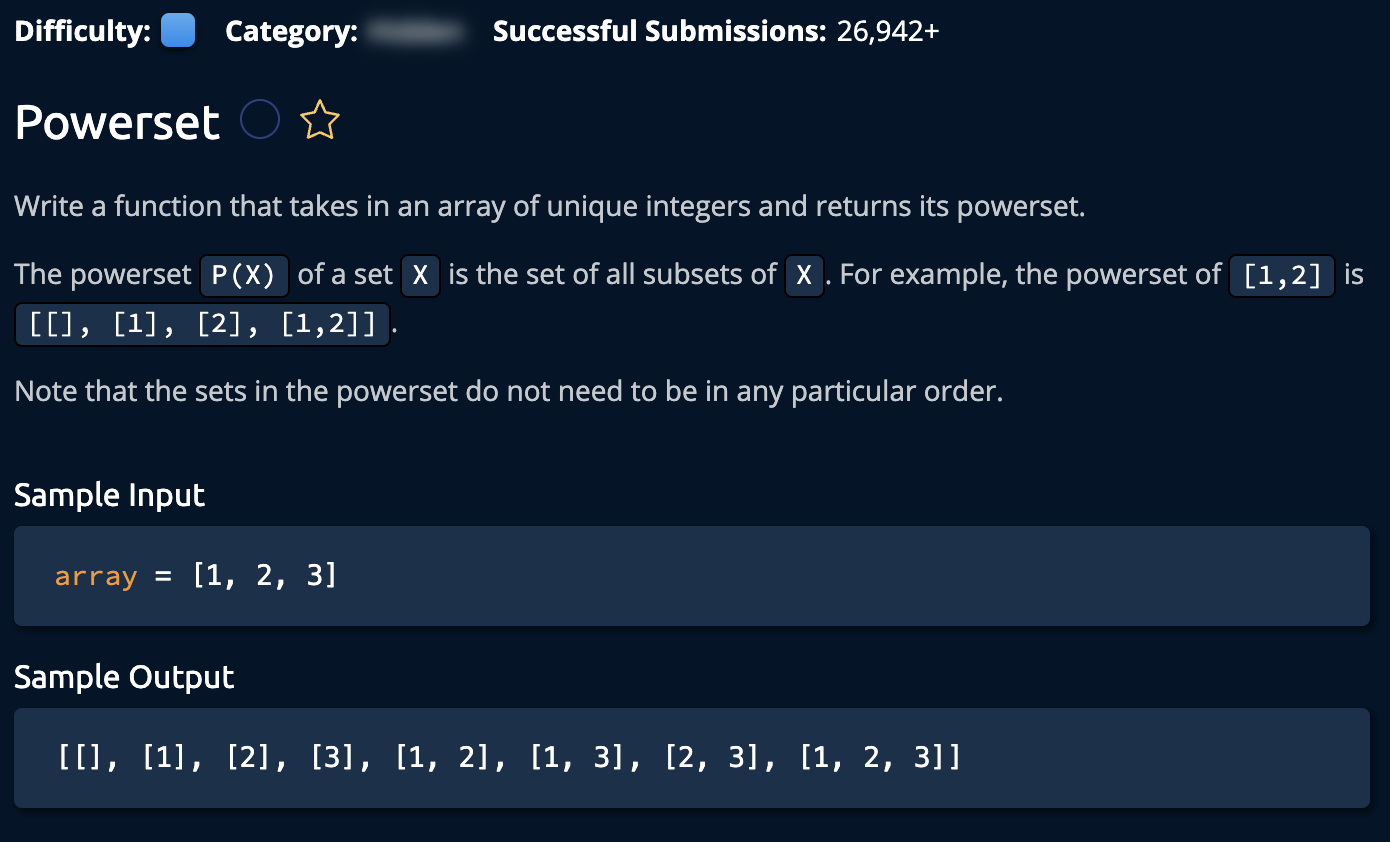 Difficulty: Category: Successful Submissions: 26,942+
Powerset
Write a function that takes in an array of unique integers and returns its powerset.
The powerset P(X) of a set X is the set of all subsets of X. For example, the powerset of [1,2] is
[[], [1], [2], [1,2]].
Note that the sets in the powerset do not need to be in any particular order.
Sample Input
array = [1, 2, 3]
Sample Output
[[], [1], [2], [3], [1, 2], [1, 3], [2, 3], [1, 2, 3]]